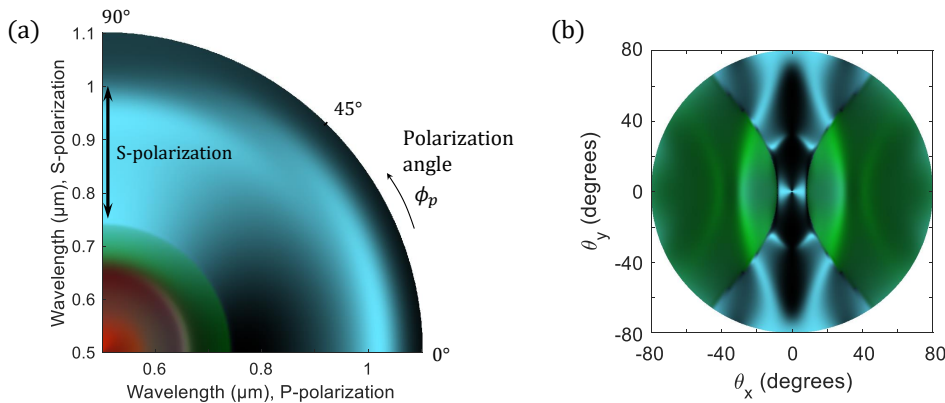 (a)
90°
1.1
1
0.9
0.8
0.7
0.6
0.5
Wavelength (µm), S-polarization
S-polarization
45°
Polarization
angle
ϕp
0°
0.6
0.8
1
Wavelength (µm), P-polarization
(b)
80
40
0
-40
-80
θy (degrees)
-80
-40
0
40
80
θx (degrees)